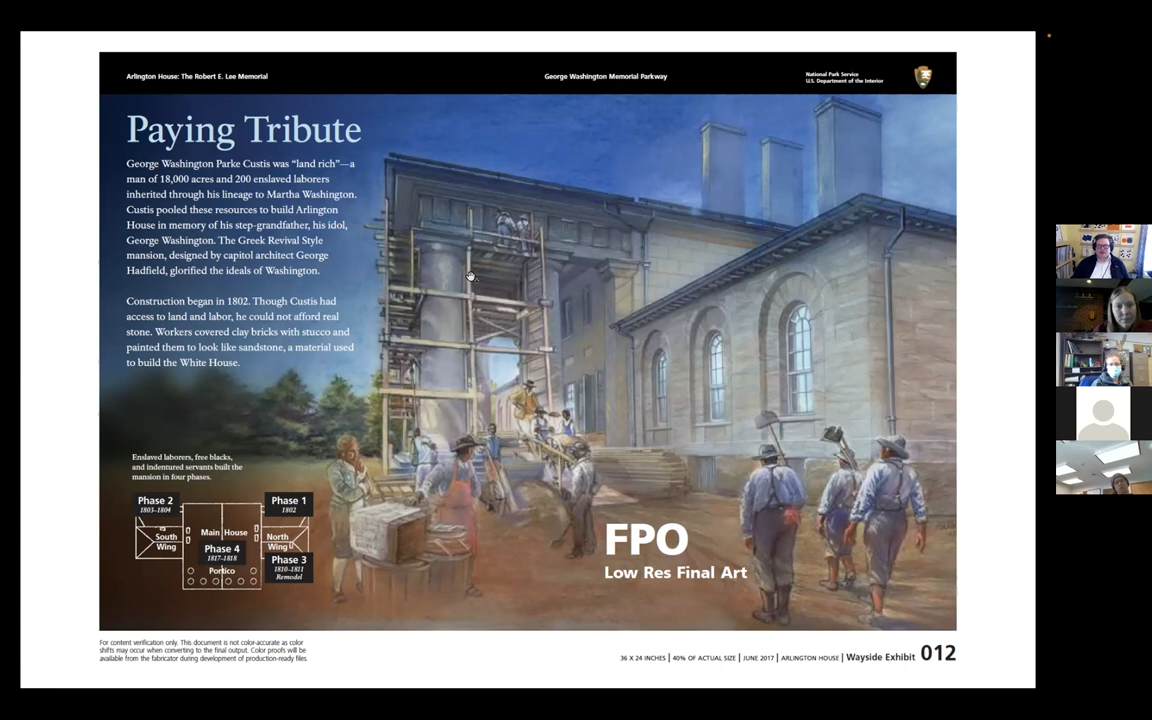 Arlington House: The Robert E. Lee Memorial
George Washington Memorial Parkway
National Park Service
U.S. Department of the Interior
Paying Tribute
George Washington Parke Custis was “land rich”—a
man of 18,000 acres and 200 enslaved laborers
inherited through his lineage to Martha Washington.
Custis pooled these resources to build Arlington
House in memory of his step-grandfather, his idol,
George Washington. The Greek Revival Style
mansion, designed by capitol architect George
Hadfield, glorified the ideals of Washington.
Construction began in 1802. Though Custis had
access to land and labor, he could not afford real
stone. Workers covered clay bricks with stucco and
painted them to look like sandstone, a material used
to build the White House.
Enslaved laborers, free blacks,
and indentured servants built the
mansion in four phases.
Phase 2
1803–1804
Phase 1
1802
South
Wing
Main House
North
Wing
Phase 4
1817–1818
Phase 3
1810–1811
Remodel
Portico
FPO
Low Res Final Art
For content verification only. This document is not color-accurate as color
shifts may occur when converting to the final output. Color proofs will be
available from the fabricator during development of production-ready files.
36 X 24 INCHES | 40% OF ACTUAL SIZE | JUNE 2017 | ARLINGTON HOUSE | Wayside Exhibit 012